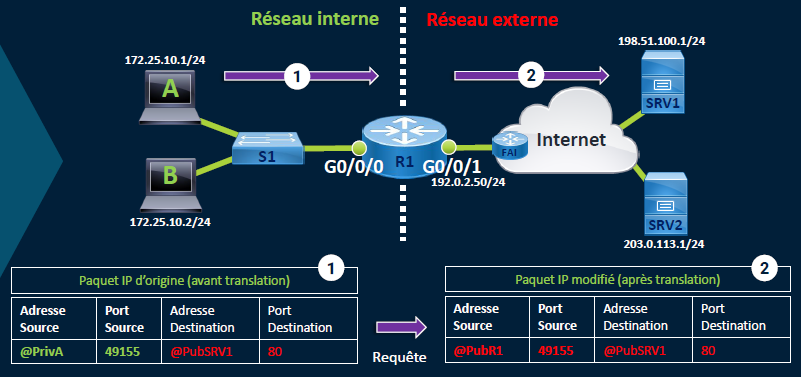 Réseau interne
Réseau externe
172.25.10.1/24
A
1
2
198.51.100.1/24
SRV1
S1
R1
G0/0/0
G0/0/1
192.0.2.50/24
FAI
Internet
B
172.25.10.2/24
SRV2
203.0.113.1/24
Paquet IP d'origine (avant translation)
1
Adresse Source
Port Source
Adresse Destination
Port Destination
@PrivA
49155
@PubSRV1
80
Requête
Paquet IP modifié (après translation)
2
Adresse Source
Port Source
Adresse Destination
Port Destination
@PubR1
49155
@PubSRV1
80